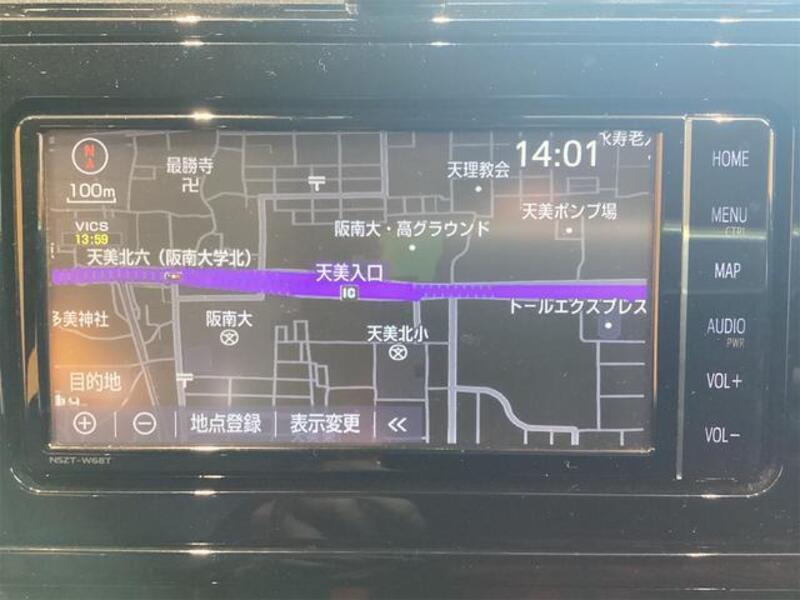 N
A
100m
VICS
13:59
最勝寺
卍
〒
天理教会
14:01
天美ポンプ場
阪南大・高グラウンド
天美北六（阪南大学北）
天美入口
IC
多美神社
阪南大
文
天美北小
文
トールエクスプレス
目的地
〒
+
−
地点登録
表示変更
<<
NSZT-W68T
HOME
MENU
CTRL
MAP
AUDIO
PWR
VOL+
VOL−